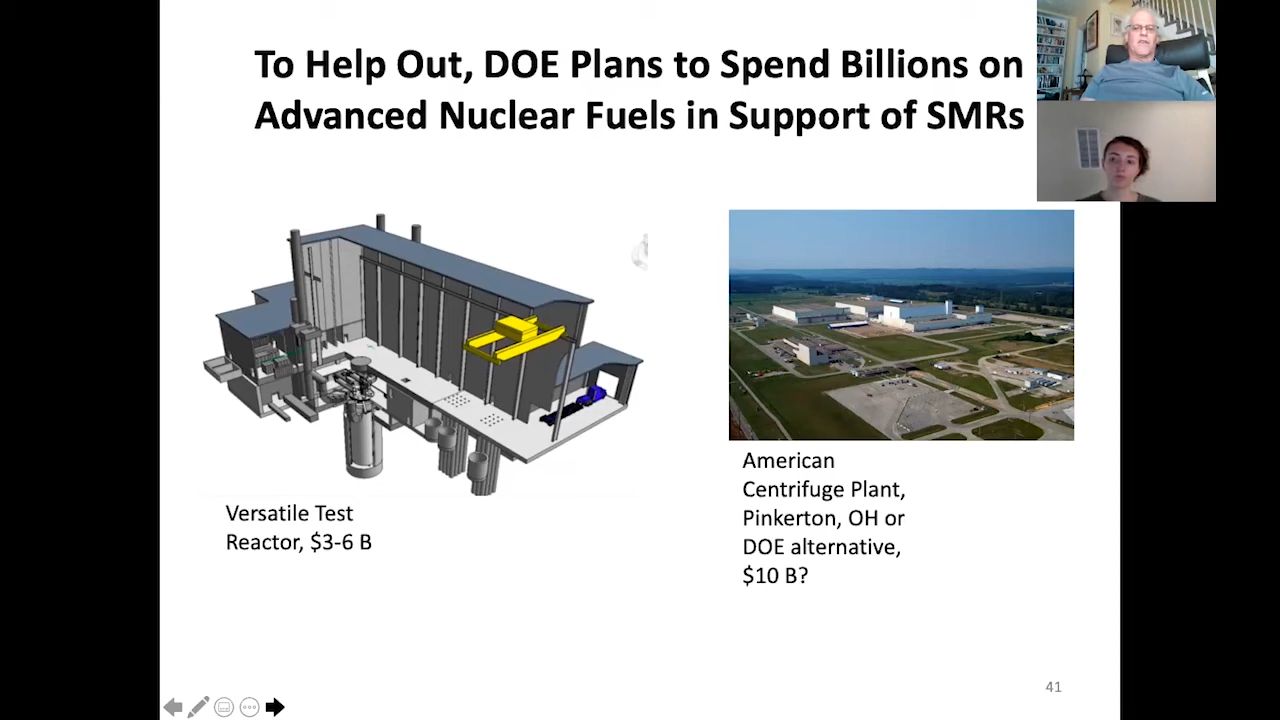 To Help Out, DOE Plans to Spend Billions on
Advanced Nuclear Fuels in Support of SMRs
Versatile Test
Reactor, $3-6 B
American
Centrifuge Plant,
Pinkerton, OH or
DOE alternative,
$10 B?
41